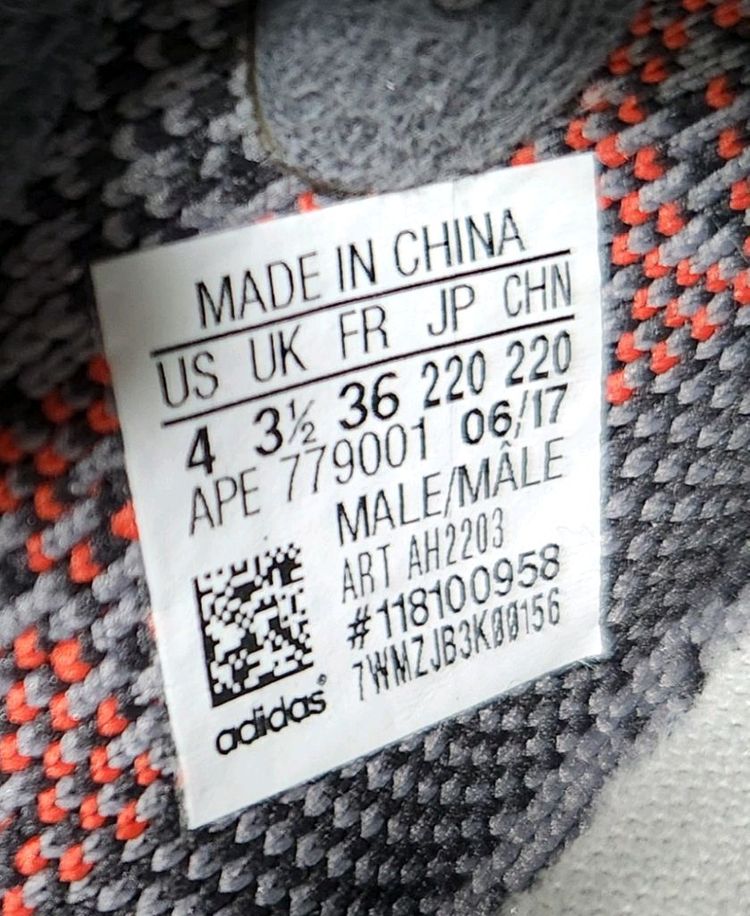 MADE IN CHINA
US UK FR JP CHN
4 3½ 36 220 220
APE 779001 06/17
MALE/MÂLE
ART AH2203
#118100958
7WMZJB3K00156
adidas®